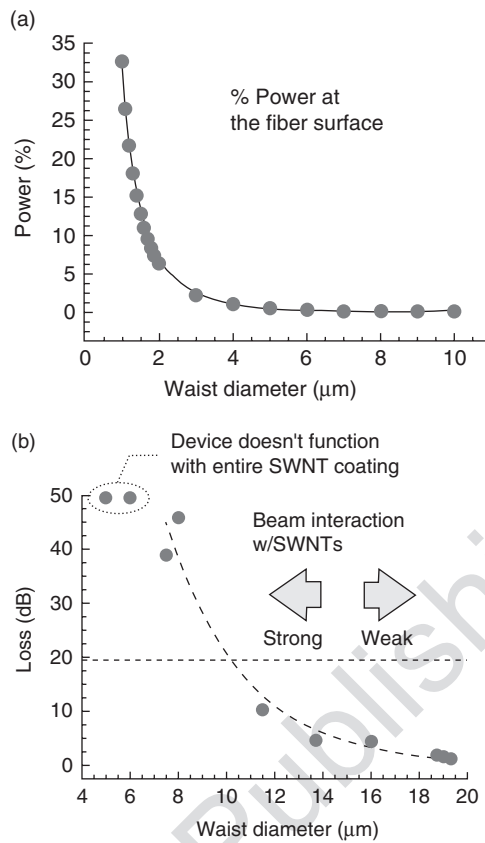 (a)
35
30
25
20
15
10
5
0
Power (%)
% Power at
the fiber surface
0 2 4 6 8 10
Waist diameter (μm)
(b)
Device doesn't function
with entire SWNT coating
50
40
30
20
10
0
Loss (dB)
Beam interaction
w/SWNTs
Strong Weak
4 6 8 10 12 14 16 18 20
Waist diameter (μm)
Publishi